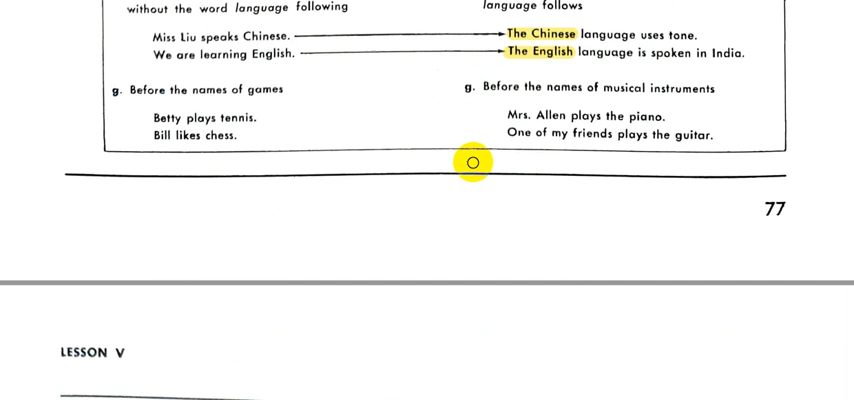 without the word language following
language follows
Miss Liu speaks Chinese.
The Chinese language uses tone.
We are learning English.
The English language is spoken in India.
g. Before the names of games
g. Before the names of musical instruments
Betty plays tennis.
Mrs. Allen plays the piano.
Bill likes chess.
One of my friends plays the guitar.
77
LESSON V